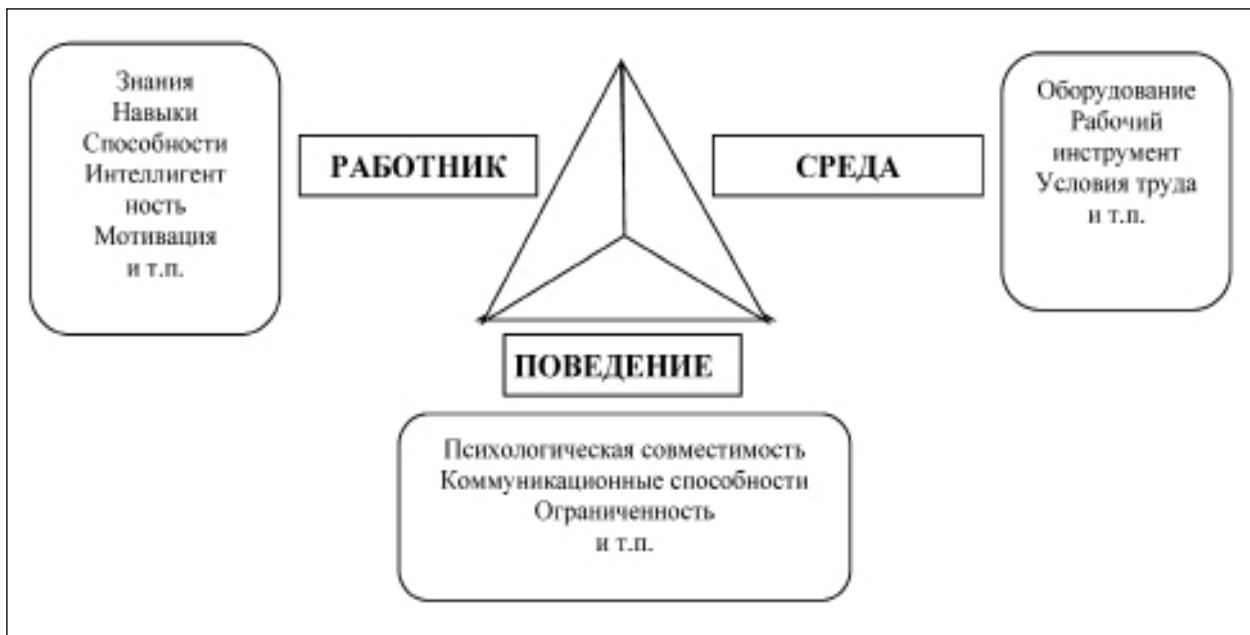 Знания
Навыки
Способности
Интеллигент
ность
Мотивация
и т.п.
РАБОТНИК
СРЕДА
Оборудование
Рабочий
инструмент
Условия труда
и т.п.
ПОВЕДЕНИЕ
Психологическая совместимость
Коммуникационные способности
Ограниченность
и т.п.